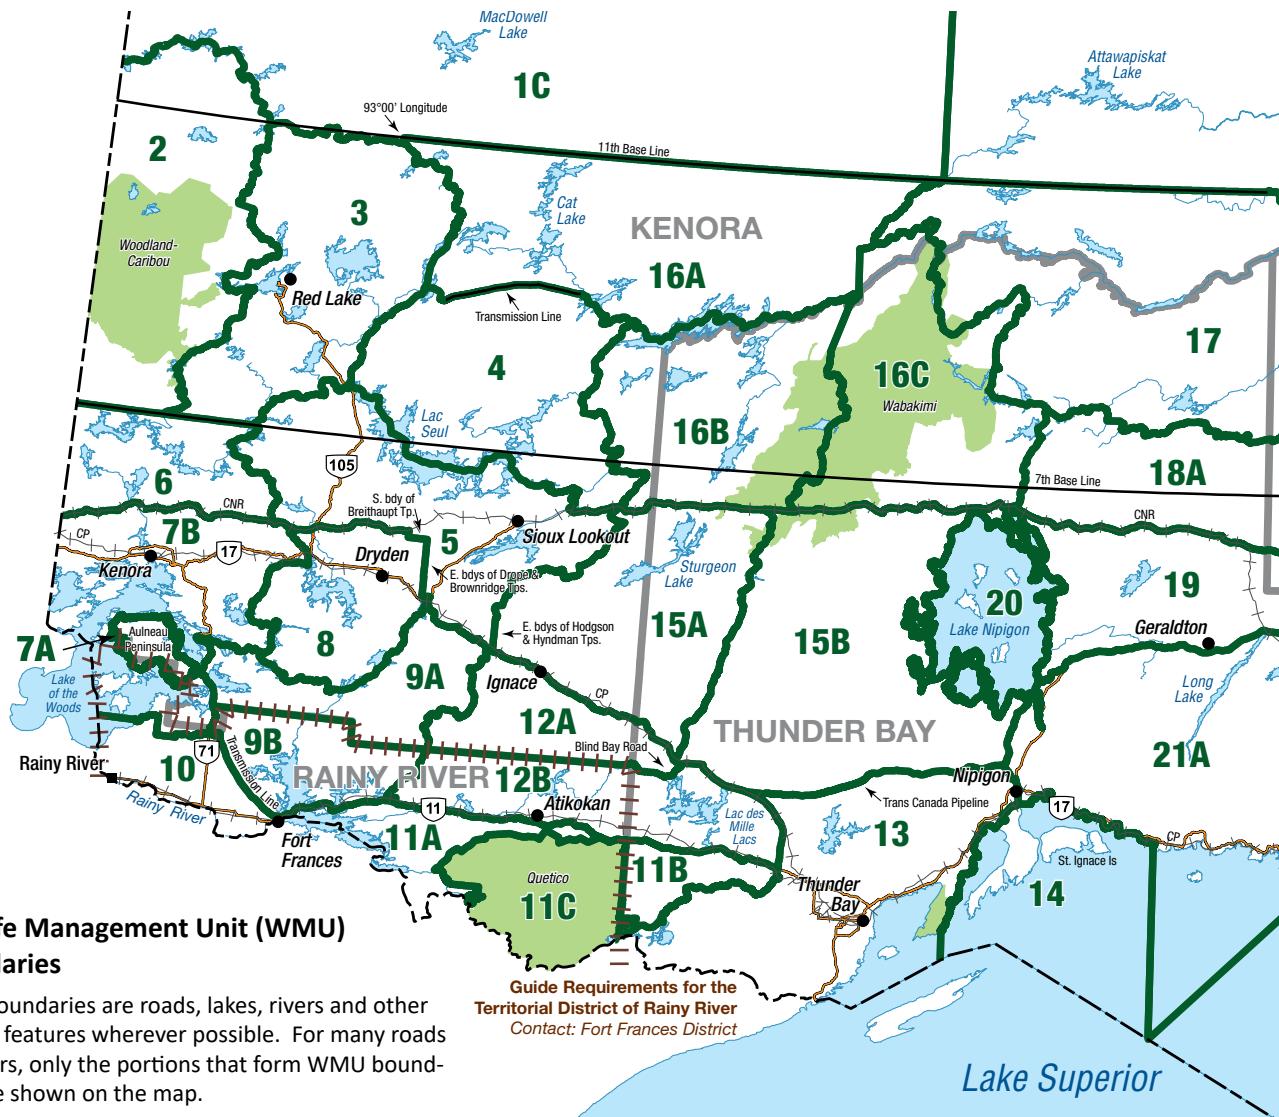 MacDowell
Lake
1C
Attawapiskat
Lake
93°00' Longitude
11th Base Line
2
3
Cat
Lake
KENORA
16A
Woodland-
Caribou
Red Lake
Transmission Line
17
4
16C
Wabakimi
Lac
Seul
16B
105
6
S. bdy of
Breithaupt Tp.
18A
7th Base Line
CNR
CNR
CP
7B
17
5
Sioux Lookout
Kenora
Dryden
E. bdys of Drope &
Brownridge Tps.
Sturgeon
Lake
19
20
Lake Nipigon
Geraldton
7A
Aulneau
Peninsula
8
E. bdys of Hodgson
& Hyndman Tps.
15A
15B
Lake
of the
Woods
9A
Ignace
CP
Long
Lake
12A
THUNDER BAY
Blind Bay Road
21A
Rainy River
10
71
9B
Transmission Line
RAINY RIVER
12B
Nipigon
Trans Canada Pipeline
Rainy River
11
Atikokan
Lac des
Mille
Lacs
13
17
CP
Fort
Frances
11A
11B
St. Ignace Is
Quetico
11C
Thunder
Bay
14
fe Management Unit (WMU)
daries
oundaries are roads, lakes, rivers and other
features wherever possible. For many roads
rs, only the portions that form WMU bound-
e shown on the map.
Guide Requirements for the
Territorial District of Rainy River
Contact: Fort Frances District
Lake Superior